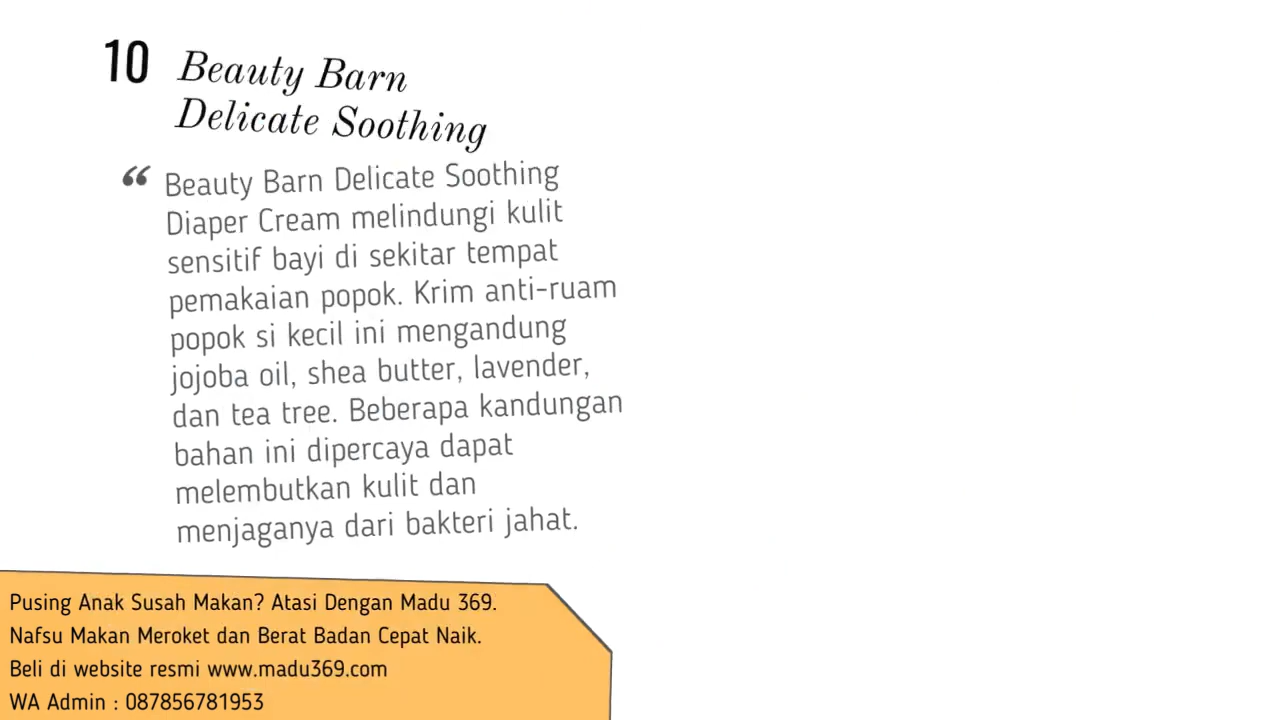 10 Beauty Barn
Delicate Soothing
“ Beauty Barn Delicate Soothing
Diaper Cream melindungi kulit
sensitif bayi di sekitar tempat
pemakaian popok. Krim anti-ruam
popok si kecil ini mengandung
jojoba oil, shea butter, lavender,
dan tea tree. Beberapa kandungan
bahan ini dipercaya dapat
melembutkan kulit dan
menjaganya dari bakteri jahat.
Pusing Anak Susah Makan? Atasi Dengan Madu 369.
Nafsu Makan Meroket dan Berat Badan Cepat Naik.
Beli di website resmi www.madu369.com
WA Admin : 087856781953